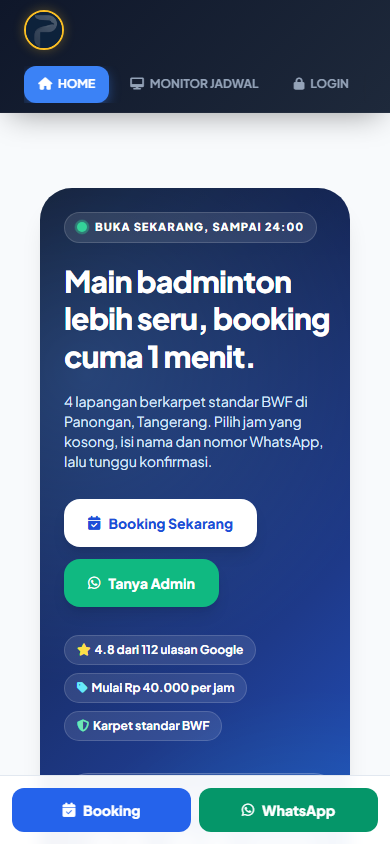 HOME
MONITOR JADWAL
LOGIN
BUKA SEKARANG, SAMPAI 24:00
Main badminton
lebih seru, booking
cuma 1 menit.
4 lapangan berkarpet standar BWF di
Panongan, Tangerang. Pilih jam yang
kosong, isi nama dan nomor WhatsApp,
lalu tunggu konfirmasi.
Booking Sekarang
Tanya Admin
4.8 dari 112 ulasan Google
Mulai Rp 40.000 per jam
Karpet standar BWF
Booking
WhatsApp